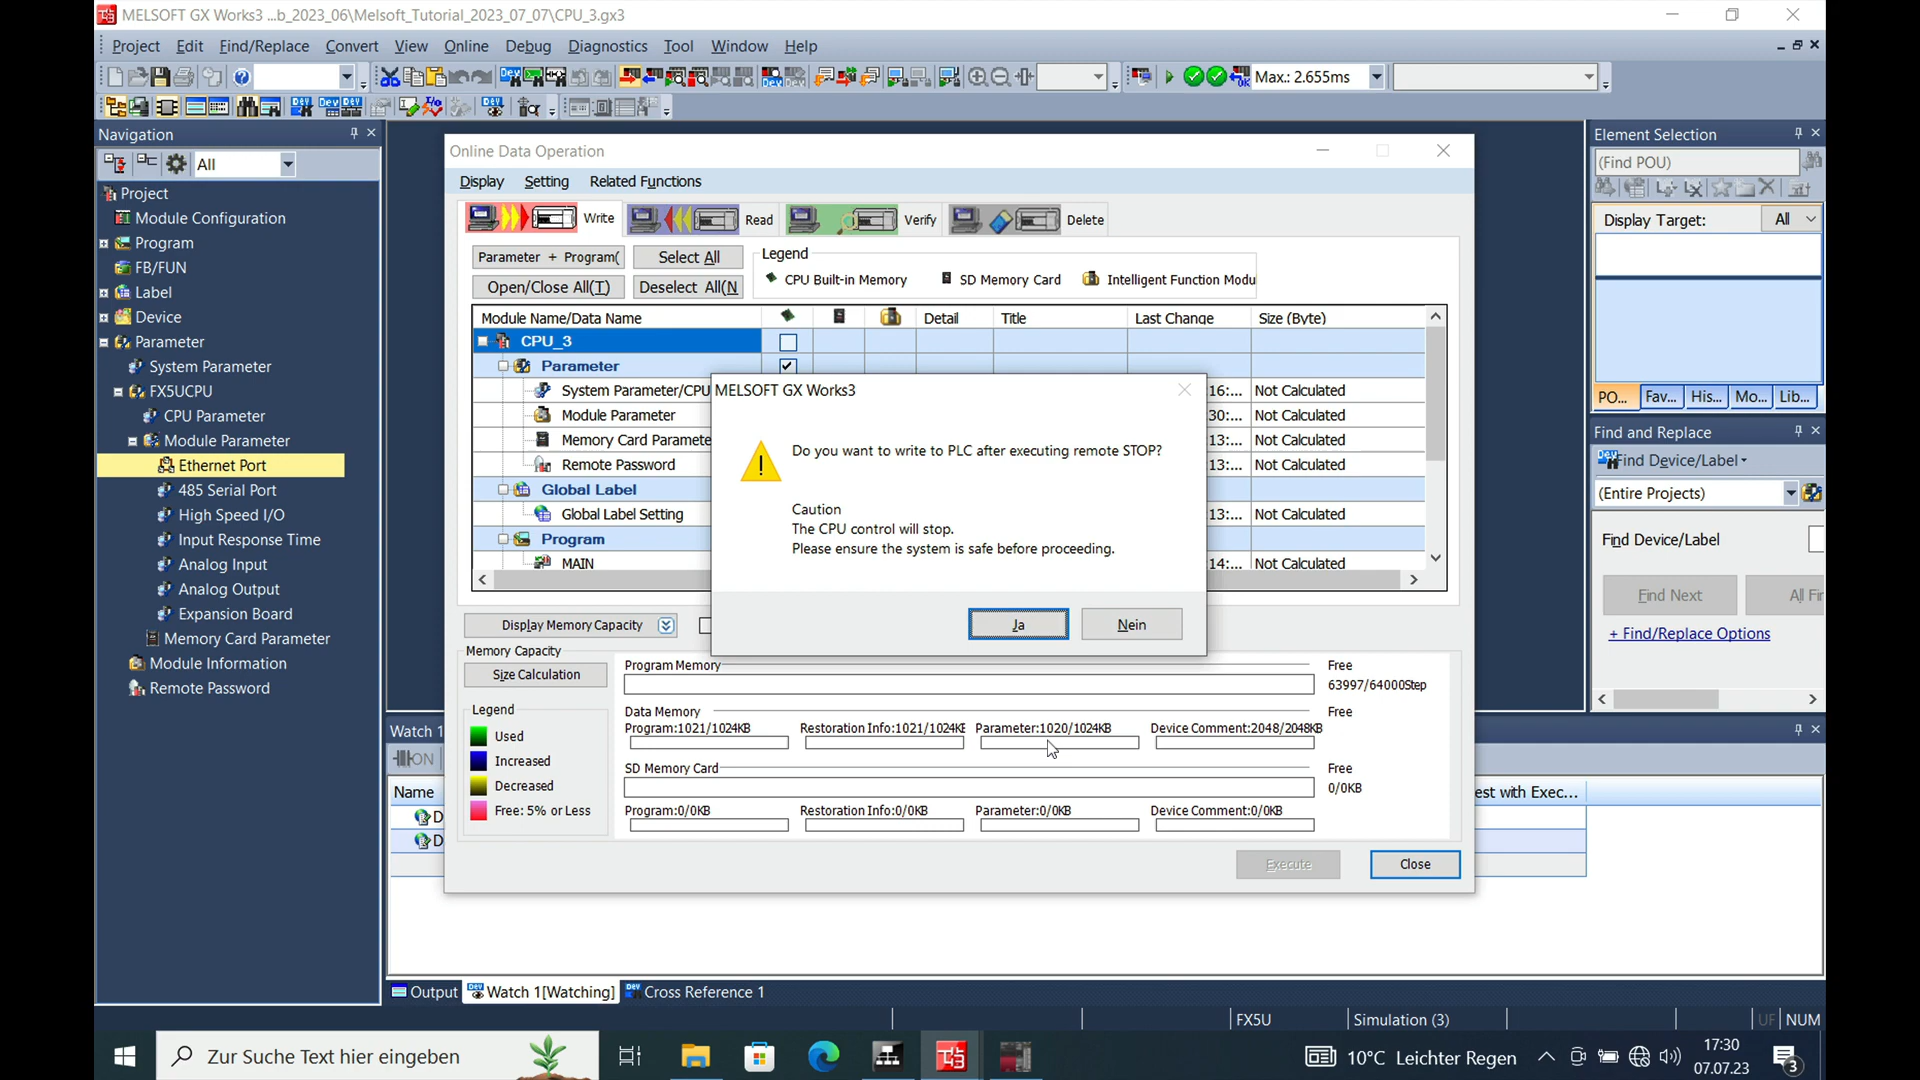 MELSOFT GX Works3 ...b_2023_06\Melsoft_Tutorial_2023_07_07\CPU_3.gx3
Project Edit Find/Replace Convert View Online Debug Diagnostics Tool Window Help
Max.: 2.655ms
Navigation
All
Project
Module Configuration
Program
FB/FUN
Label
Device
Parameter
System Parameter
FX5UCPU
CPU Parameter
Module Parameter
Ethernet Port
485 Serial Port
High Speed I/O
Input Response Time
Analog Input
Analog Output
Expansion Board
Memory Card Parameter
Module Information
Remote Password
Online Data Operation
Display Setting Related Functions
Write Read Verify Delete
Parameter + Program( Select All
Open/Close All(T) Deselect All(N
Legend
CPU Built-in Memory SD Memory Card Intelligent Function Modu
Module Name/Data Name Detail Title Last Change Size (Byte)
CPU_3
Parameter
System Parameter/CPU 16:... Not Calculated
Module Parameter 30:... Not Calculated
Memory Card Paramete 13:... Not Calculated
Remote Password 13:... Not Calculated
Global Label
Global Label Setting 13:... Not Calculated
Program
MAIN 14:... Not Calculated
MELSOFT GX Works3
Do you want to write to PLC after executing remote STOP?
Caution
The CPU control will stop.
Please ensure the system is safe before proceeding.
Ja Nein
Display Memory Capacity
Memory Capacity
Size Calculation
Legend
Used
Increased
Decreased
Free: 5% or Less
Program Memory Free
63997/64000Step
Data Memory Free
Program:1021/1024KB Restoration Info:1021/1024KB Parameter:1020/1024KB Device Comment:2048/2048KB
SD Memory Card Free
0/0KB
Program:0/0KB Restoration Info:0/0KB Parameter:0/0KB Device Comment:0/0KB
Execute Close
Element Selection
(Find POU)
Display Target: All
PO... Fav... His... Mo... Lib...
Find and Replace
Find Device/Label
(Entire Projects)
Find Device/Label
Find Next All Fi
+ Find/Replace Options
Watch 1
ON
Name est with Exec...
D
D
Output Watch 1[Watching] Cross Reference 1
FX5U Simulation (3) UF NUM
Zur Suche Text hier eingeben
10°C Leichter Regen
17:30
07.07.23
3